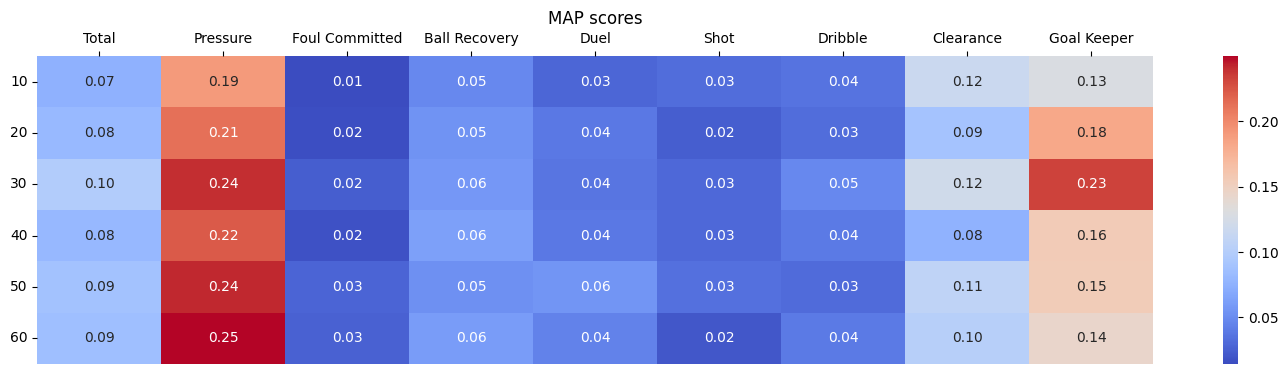 MAP scores
Total Pressure Foul Committed Ball Recovery Duel Shot Dribble Clearance Goal Keeper
10 0.07 0.19 0.01 0.05 0.03 0.03 0.04 0.12 0.13
20 0.08 0.21 0.02 0.05 0.04 0.02 0.03 0.09 0.18
30 0.10 0.24 0.02 0.06 0.04 0.03 0.05 0.12 0.23
40 0.08 0.22 0.02 0.06 0.04 0.03 0.04 0.08 0.16
50 0.09 0.24 0.03 0.05 0.06 0.03 0.03 0.11 0.15
60 0.09 0.25 0.03 0.06 0.04 0.02 0.04 0.10 0.14
0.20
0.15
0.10
0.05